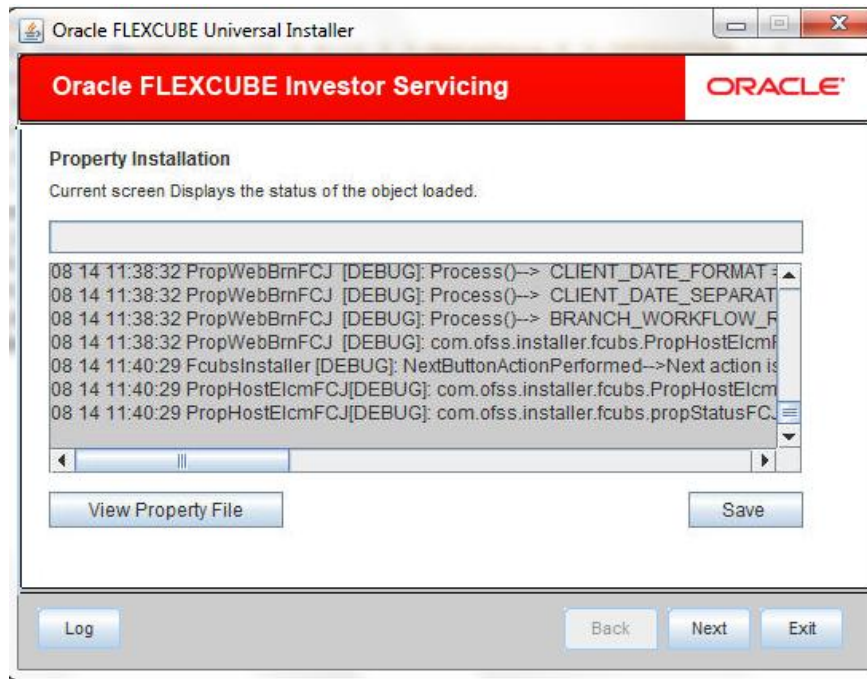 Oracle FLEXCUBE Universal Installer
Oracle FLEXCUBE Investor Servicing
ORACLE
Property Installation
Current screen Displays the status of the object loaded.
08 14 11:38:32 PropWebBrnFCJ [DEBUG]: Process()--> CLIENT_DATE_FORMAT =
08 14 11:38:32 PropWebBrnFCJ [DEBUG]: Process()--> CLIENT_DATE_SEPARAT
08 14 11:38:32 PropWebBrnFCJ [DEBUG]: Process()--> BRANCH_WORKFLOW_R
08 14 11:38:32 PropWebBrnFCJ [DEBUG]: com.ofss.installer.fcubs.PropHostElcmF
08 14 11:40:29 FcubsInstaller [DEBUG]: NextButtonActionPerformed-->Next action is
08 14 11:40:29 PropHostElcmFCJ[DEBUG]: com.ofss.installer.fcubs.PropHostElcm
08 14 11:40:29 PropHostElcmFCJ[DEBUG]: com.ofss.installer.fcubs.propStatusFCJ
View Property File
Save
Log
Back
Next
Exit